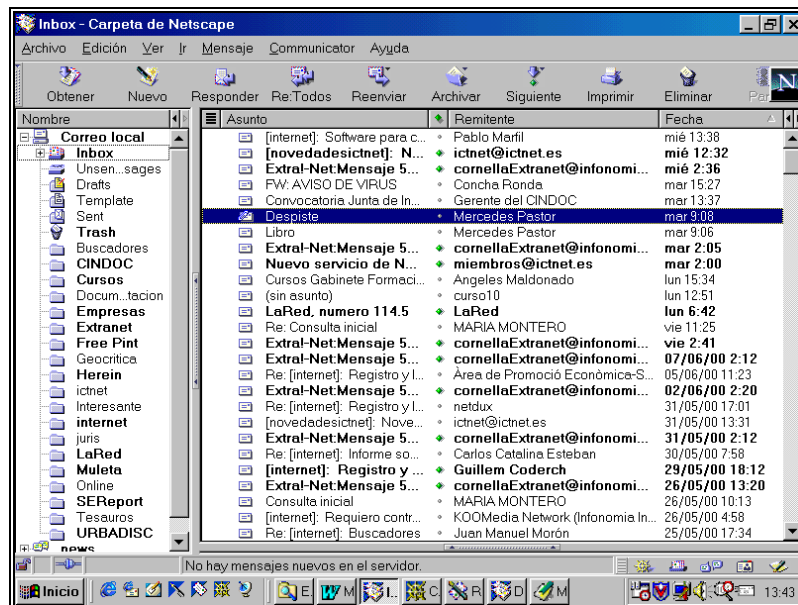 Inbox - Carpeta de Netscape
Archivo Edición Ver Ir Mensaje Communicator Ayuda
Obtener Nuevo Responder Re:Todos Reenviar Archivar Siguiente Imprimir Eliminar N
Nombre Asunto Remitente Fecha
Correo local [internet]: Software para c... Pablo Marfil mié 13:38
Inbox [novedadesictnet]: N... ictnet@ictnet.es mié 12:32
Unsen...sages Extra!-Net:Mensaje 5... cornellaExtranet@infonomi... mié 2:36
Drafts FW: AVISO DE VIRUS Concha Ronda mar 15:27
Template Convocatoria Junta de In... Gerente del CINDOC mar 13:37
Sent Despiste Mercedes Pastor mar 9:08
Trash Libro Mercedes Pastor mar 9:06
Buscadores Extra!-Net:Mensaje 5... cornellaExtranet@infonomi... mar 2:05
CINDOC Nuevo servicio de N... miembros@ictnet.es mar 2:00
Cursos Cursos Gabinete Formaci... Angeles Maldonado lun 15:34
Docum...tacion (sin asunto) curso10 lun 12:51
Empresas LaRed, numero 114.5 LaRed lun 6:42
Extranet Re: Consulta inicial MARIA MONTERO vie 11:25
Free Pint Extra!-Net:Mensaje 5... cornellaExtranet@infonomi... vie 2:41
Geocritica Extra!-Net:Mensaje 5... cornellaExtranet@infonomi... 07/06/00 2:12
Herein Re: [internet]: Registro y l... Àrea de Promoció Econòmica-S... 05/06/00 11:23
ictnet Extra!-Net:Mensaje 5... cornellaExtranet@infonomi... 02/06/00 2:20
Interesante Re: [internet]: Registro y l... netdux 31/05/00 17:01
internet [novedadesictnet]: Nove... ictnet@ictnet.es 31/05/00 13:31
juris Extra!-Net:Mensaje 5... cornellaExtranet@infonomi... 31/05/00 2:12
LaRed Re: [internet]: Informe so... Carlos Catalina Esteban 30/05/00 7:58
Muleta [internet]: Registro y ... Guillem Coderch 29/05/00 18:12
Online Extra!-Net:Mensaje 5... cornellaExtranet@infonomi... 26/05/00 13:20
SEReport Consulta inicial MARIA MONTERO 26/05/00 10:13
Tesauros [internet]: Requiero contr... KOOMedia Network (Infonomia In... 26/05/00 4:58
URBADISC Re: [internet]: Buscadores Juan Manuel Morón 25/05/00 17:34
news
No hay mensajes nuevos en el servidor.
Inicio E. M I.. C R D M 13:43